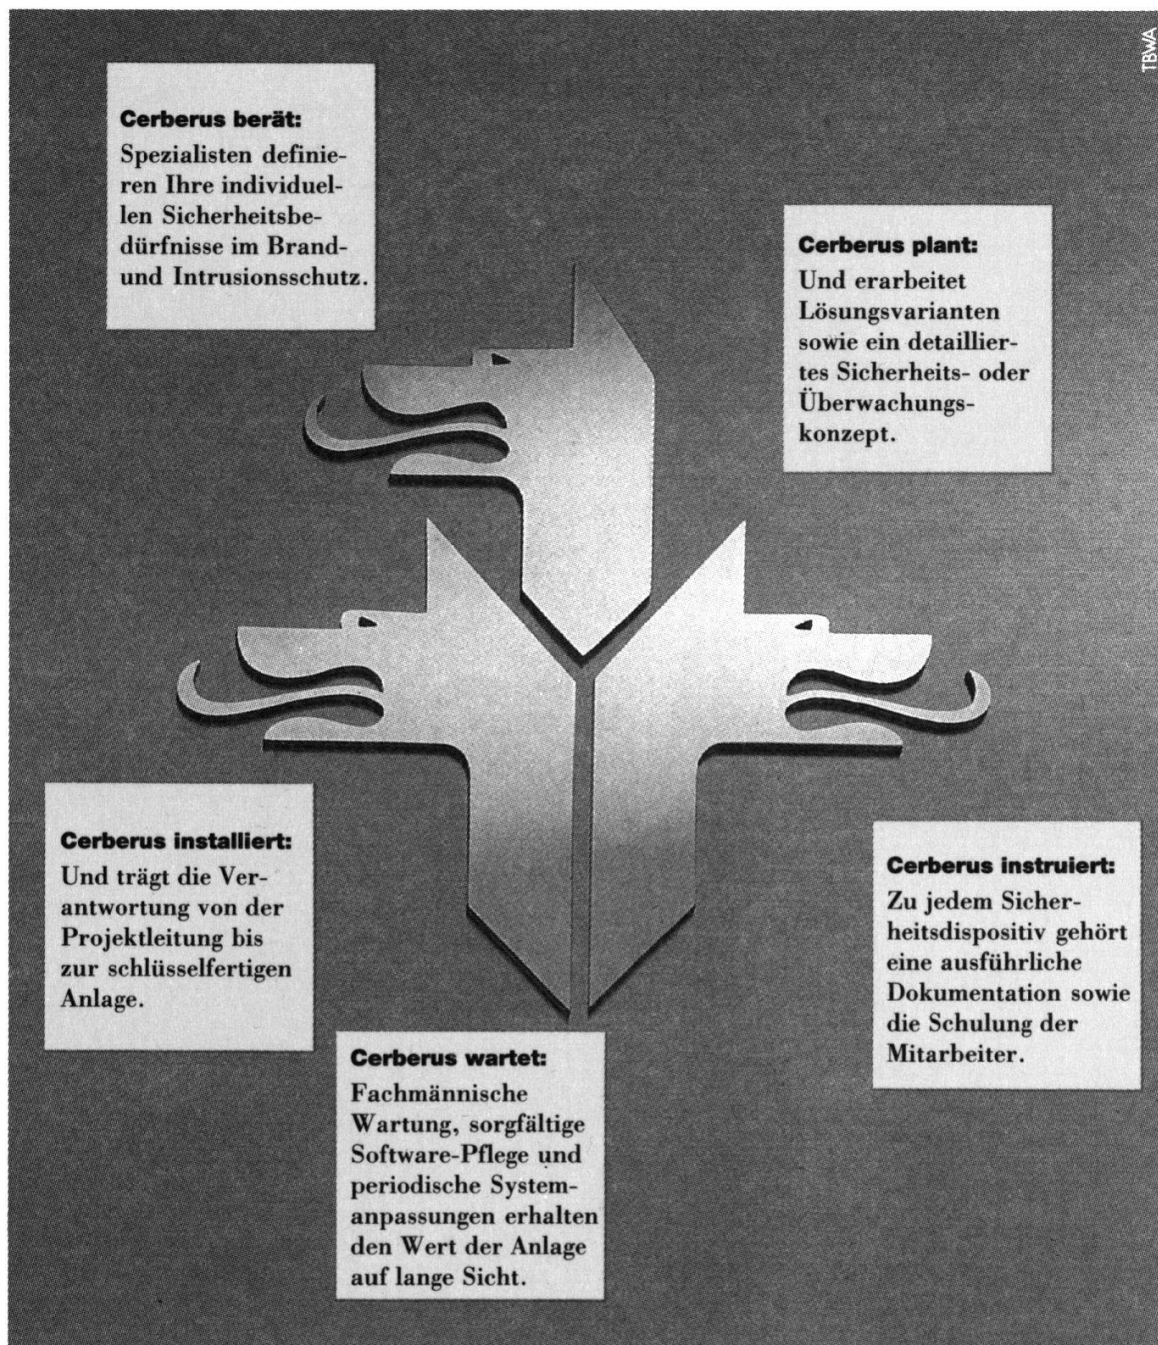 TBWA
Cerberus berät:
Spezialisten definie-
ren Ihre individuel-
len Sicherheitsbe-
dürfnisse im Brand-
und Intrusionsschutz.
Cerberus plant:
Und erarbeitet
Lösungsvarianten
sowie ein detaillier-
tes Sicherheits- oder
Überwachungs-
konzept.
Cerberus installiert:
Und trägt die Ver-
antwortung von der
Projektleitung bis
zur schlüsselfertigen
Anlage.
Cerberus instruiert:
Zu jedem Sicher-
heitsdispositiv gehört
eine ausführliche
Dokumentation sowie
die Schulung der
Mitarbeiter.
Cerberus wartet:
Fachmännische
Wartung, sorgfältige
Software-Pflege und
periodische System-
anpassungen erhalten
den Wert der Anlage
auf lange Sicht.